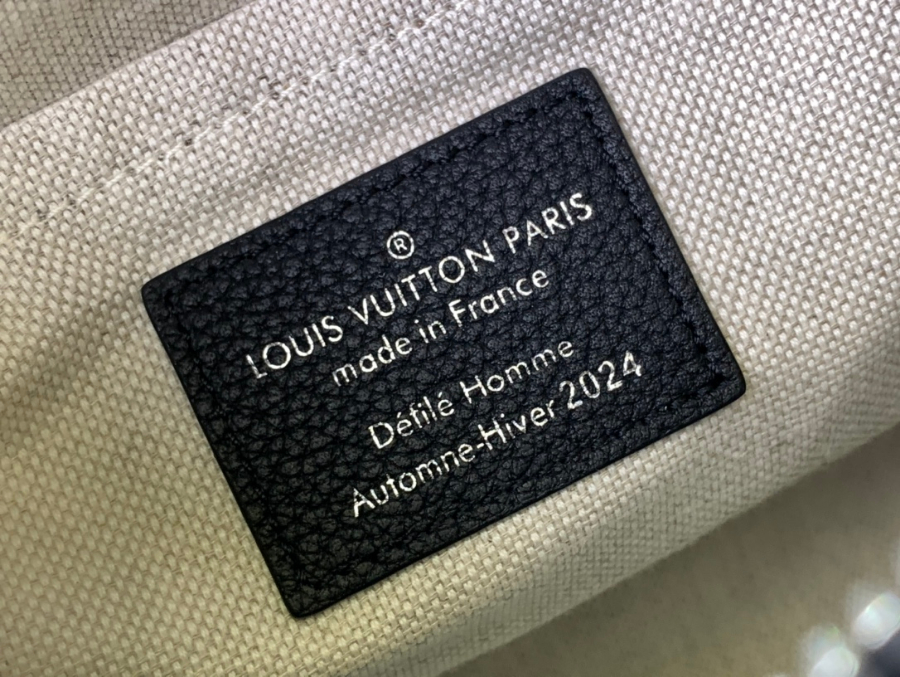 ®
LOUIS VUITTON PARIS
made in France
Défilé Homme
Automne-Hiver 2024